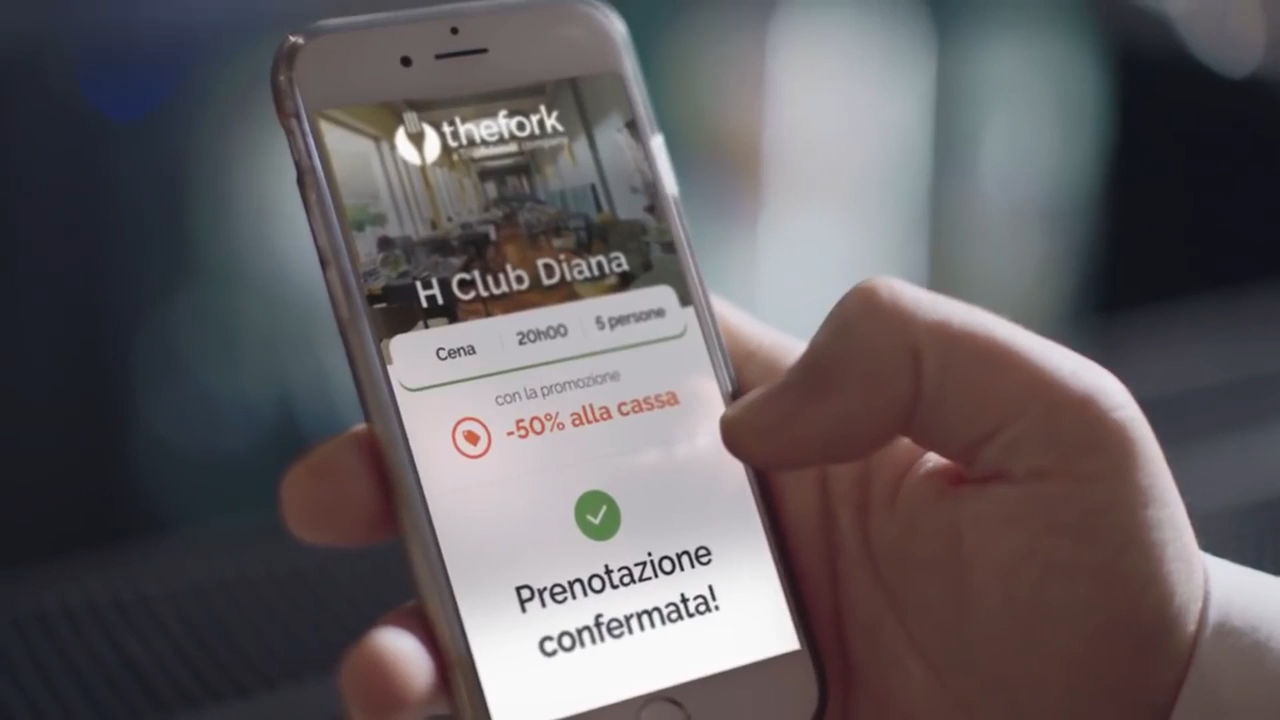 thefork
H Club Diana
Cena 20h00 5 persone
con la promozione
-50% alla cassa
Prenotazione
confermata!